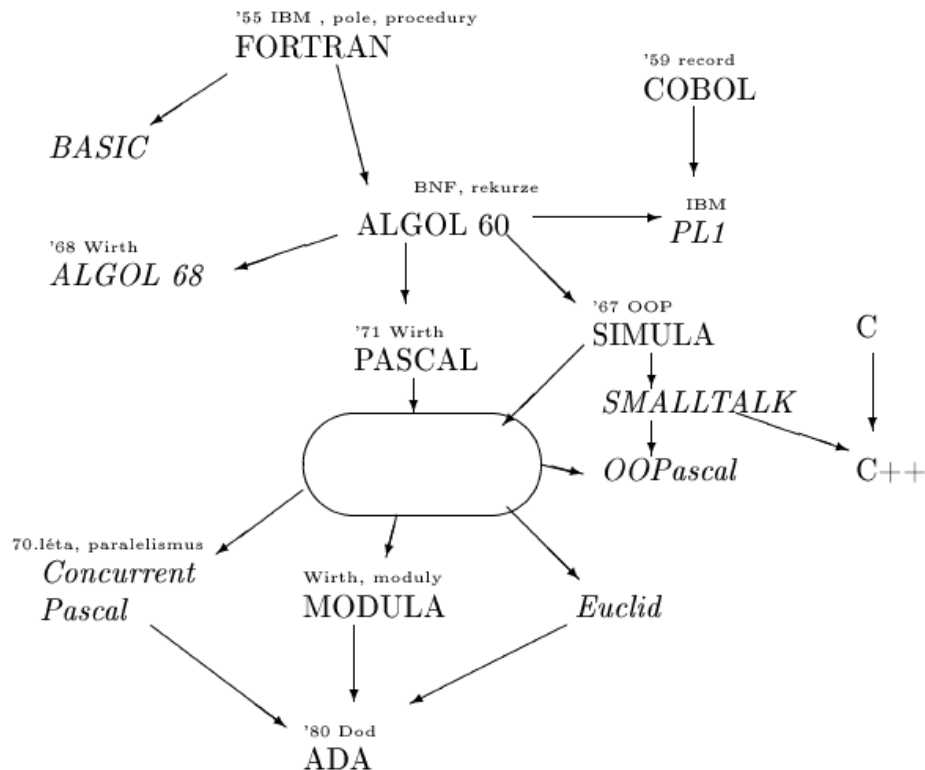 '55 IBM , pole, procedury
FORTRAN
'59 record
COBOL
BASIC
BNF, rekurze
ALGOL 60
IBM
PL1
'68 Wirth
ALGOL 68
'67 OOP
SIMULA
C
'71 Wirth
PASCAL
SMALLTALK
OOPascal
C++
70.léta, paralelismus
Concurrent
Pascal
Wirth, moduly
MODULA
Euclid
'80 Dod
ADA